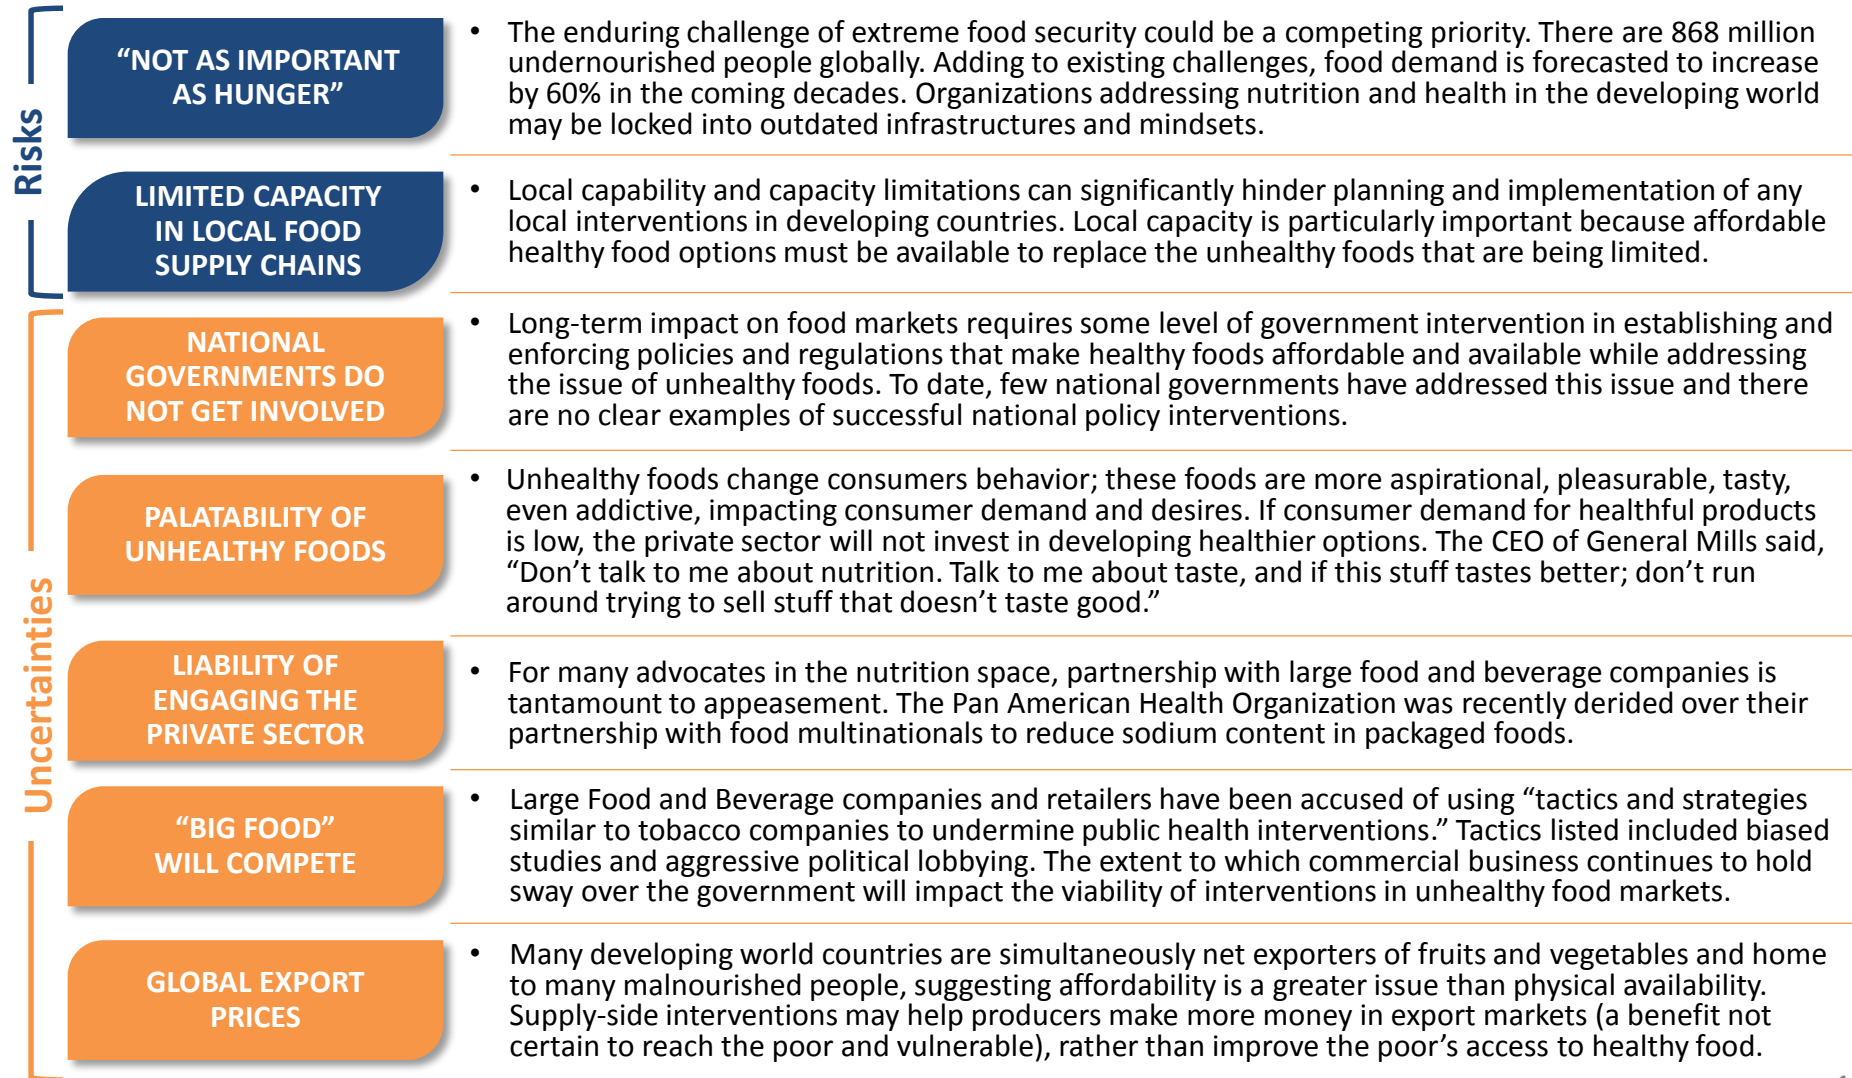 Risks
“NOT AS IMPORTANT
AS HUNGER”
• The enduring challenge of extreme food security could be a competing priority. There are 868 million
undernourished people globally. Adding to existing challenges, food demand is forecasted to increase
by 60% in the coming decades. Organizations addressing nutrition and health in the developing world
may be locked into outdated infrastructures and mindsets.
LIMITED CAPACITY
IN LOCAL FOOD
SUPPLY CHAINS
• Local capability and capacity limitations can significantly hinder planning and implementation of any
local interventions in developing countries. Local capacity is particularly important because affordable
healthy food options must be available to replace the unhealthy foods that are being limited.
Uncertainties
NATIONAL
GOVERNMENTS DO
NOT GET INVOLVED
• Long-term impact on food markets requires some level of government intervention in establishing and
enforcing policies and regulations that make healthy foods affordable and available while addressing
the issue of unhealthy foods. To date, few national governments have addressed this issue and there
are no clear examples of successful national policy interventions.
PALATABILITY OF
UNHEALTHY FOODS
• Unhealthy foods change consumers behavior; these foods are more aspirational, pleasurable, tasty,
even addictive, impacting consumer demand and desires. If consumer demand for healthful products
is low, the private sector will not invest in developing healthier options. The CEO of General Mills said,
“Don’t talk to me about nutrition. Talk to me about taste, and if this stuff tastes better; don’t run
around trying to sell stuff that doesn’t taste good.”
LIABILITY OF
ENGAGING THE
PRIVATE SECTOR
• For many advocates in the nutrition space, partnership with large food and beverage companies is
tantamount to appeasement. The Pan American Health Organization was recently derided over their
partnership with food multinationals to reduce sodium content in packaged foods.
“BIG FOOD”
WILL COMPETE
• Large Food and Beverage companies and retailers have been accused of using “tactics and strategies
similar to tobacco companies to undermine public health interventions.” Tactics listed included biased
studies and aggressive political lobbying. The extent to which commercial business continues to hold
sway over the government will impact the viability of interventions in unhealthy food markets.
GLOBAL EXPORT
PRICES
• Many developing world countries are simultaneously net exporters of fruits and vegetables and home
to many malnourished people, suggesting affordability is a greater issue than physical availability.
Supply-side interventions may help producers make more money in export markets (a benefit not
certain to reach the poor and vulnerable), rather than improve the poor’s access to healthy food.